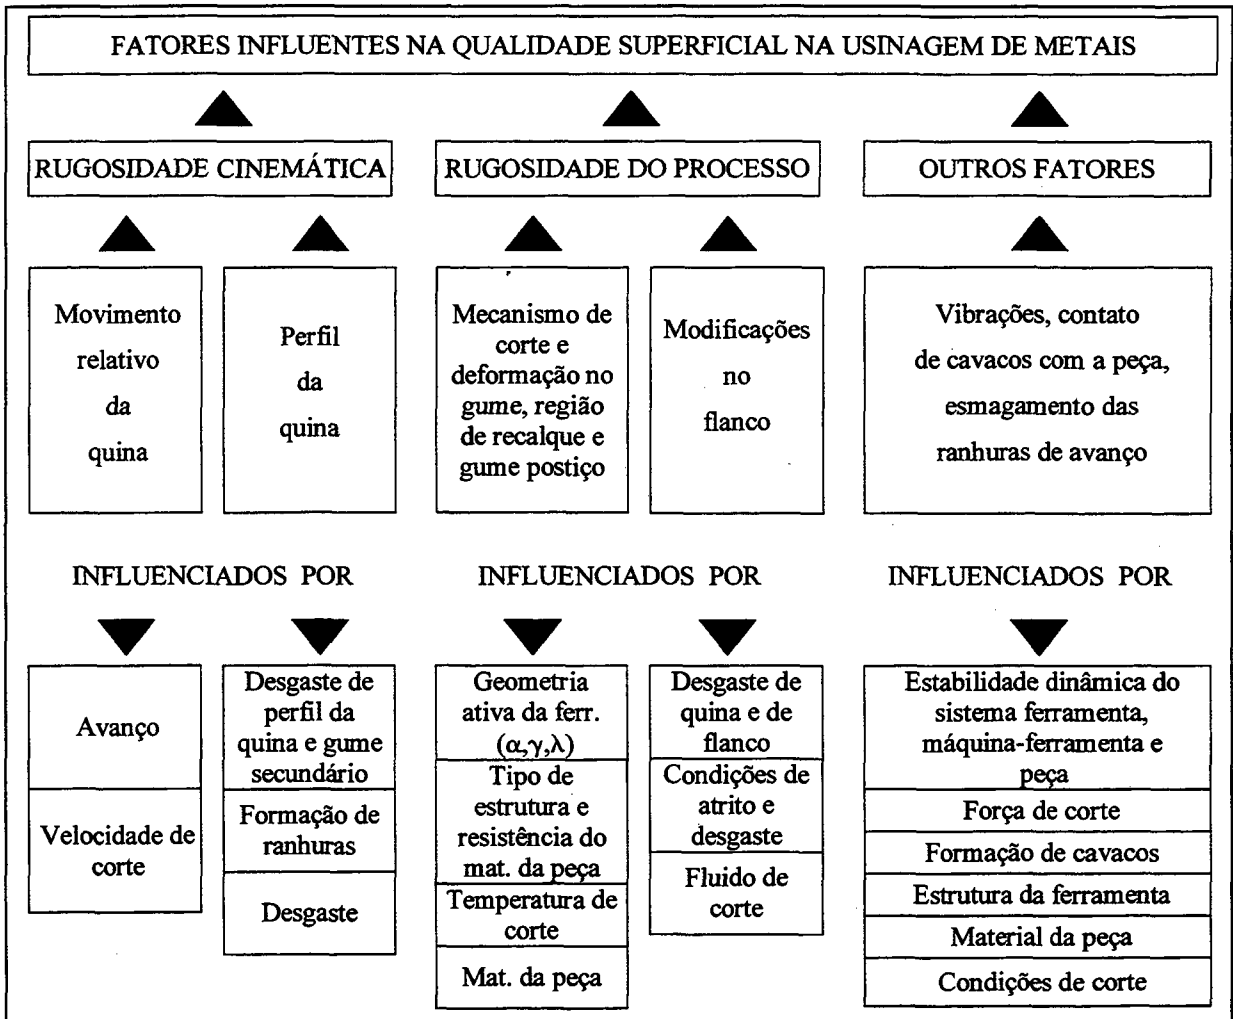 FATORES INFLUENTES NA QUALIDADE SUPERFICIAL NA USINAGEM DE METAIS
RUGOSIDADE CINEMÁTICA
RUGOSIDADE DO PROCESSO
OUTROS FATORES
Movimento
relativo
da
quina
Perfil
da
quina
Mecanismo de
corte e
deformação no
gume, região
de recalque e
gume postiço
Modificações
no
flanco
Vibrações, contato
de cavacos com a peça,
esmagamento das
ranhuras de avanço
INFLUENCIADOS POR
INFLUENCIADOS POR
INFLUENCIADOS POR
Avanço
Velocidade de
corte
Desgaste de
perfil da
quina e gume
secundário
Formação de
ranhuras
Desgaste
Geometria
ativa da ferr.
(α,γ,λ)
Tipo de
estrutura e
resistência do
mat. da peça
Temperatura de
corte
Mat. da peça
Desgaste de
quina e de
flanco
Condições de
atrito e
desgaste
Fluido de
corte
Estabilidade dinâmica do
sistema ferramenta,
máquina-ferramenta e
peça
Força de corte
Formação de cavacos
Estrutura da ferramenta
Material da peça
Condições de corte